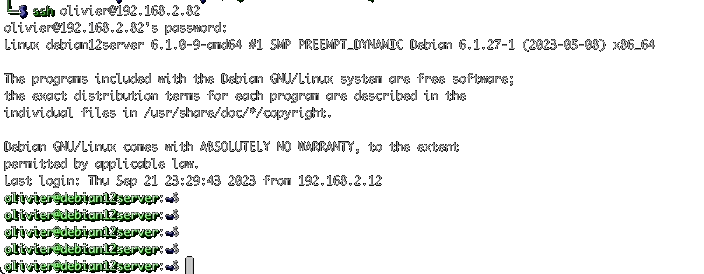 └─$ ssh olivier@192.168.2.82
olivier@192.168.2.82's password:
Linux debian12server 6.1.0-9-amd64 #1 SMP PREEMPT_DYNAMIC Debian 6.1.27-1 (2023-05-08) x86_64

The programs included with the Debian GNU/Linux system are free software;
the exact distribution terms for each program are described in the
individual files in /usr/share/doc/*/copyright.

Debian GNU/Linux comes with ABSOLUTELY NO WARRANTY, to the extent
permitted by applicable law.
Last login: Thu Sep 21 23:29:43 2023 from 192.168.2.12
olivier@debian12server:~$
olivier@debian12server:~$
olivier@debian12server:~$
olivier@debian12server:~$
olivier@debian12server:~$